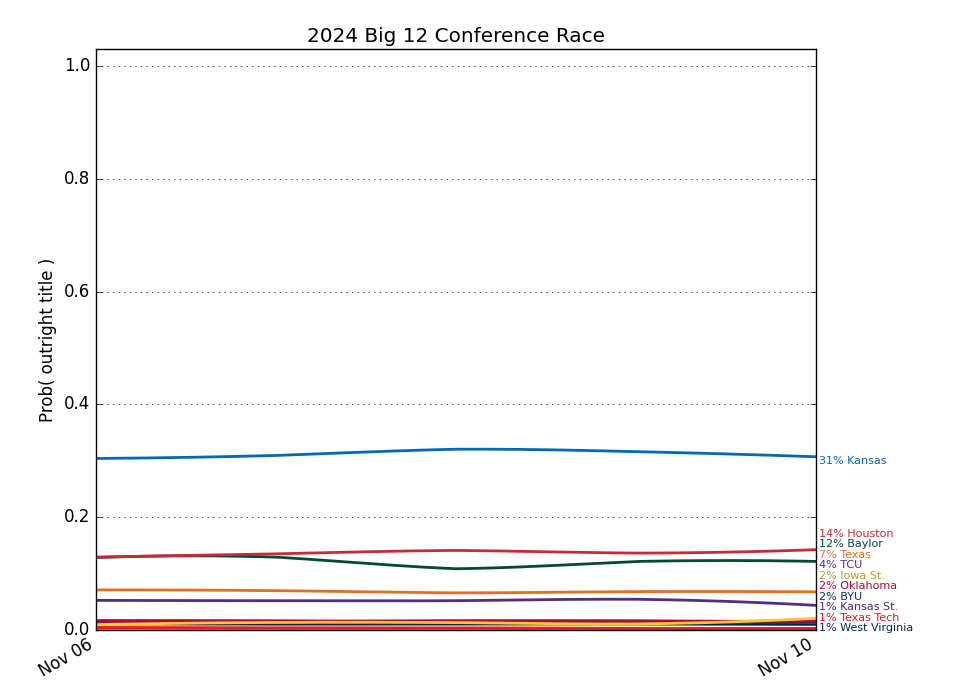 2024 Big 12 Conference Race
1.0
0.8
0.6
0.4
0.2
0.0
Prob( outright title )
Nov 06
Nov 10
31% Kansas
14% Houston
12% Baylor
7% Texas
4% TCU
2% Iowa St.
2% Oklahoma
2% BYU
1% Kansas St.
1% Texas Tech
1% West Virginia